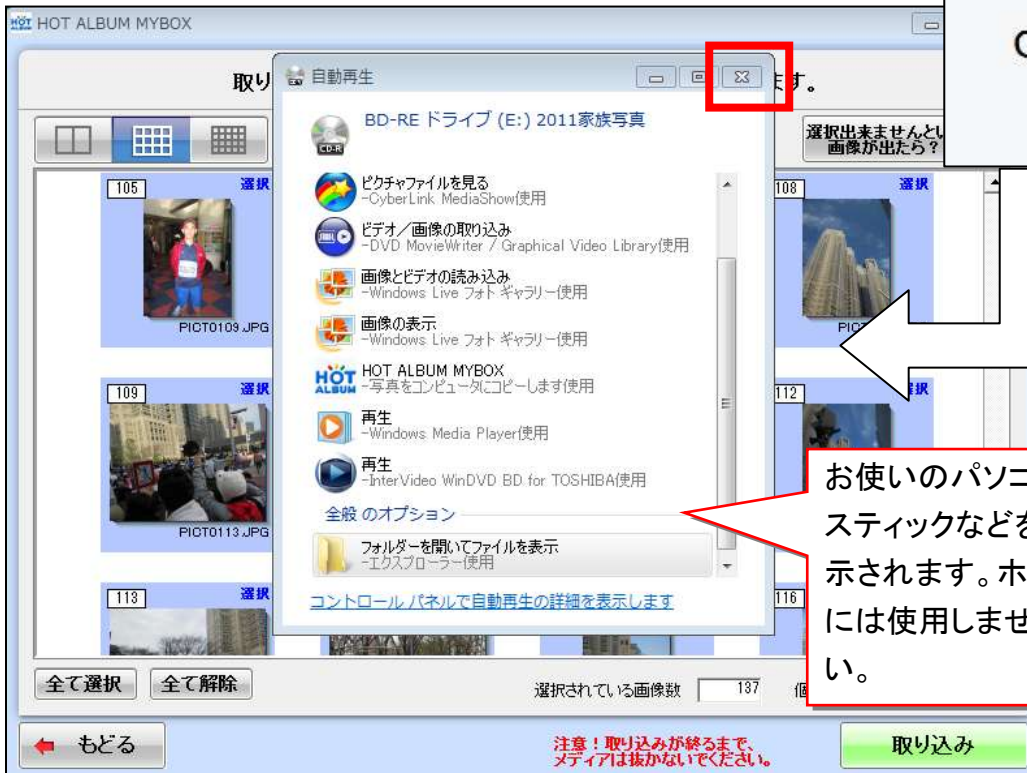 HOT ALBUM MYBOX
取り
す。
選択出来ませんとい
画像が出たら?
自動再生
BD-RE ドライブ (E:) 2011家族写真
CD-R
ピクチャファイルを見る
-CyberLink MediaShow使用
ビデオ／画像の取り込み
-DVD MovieWriter / Graphical Video Library使用
画像とビデオの読み込み
-Windows Live フォト ギャラリー使用
画像の表示
-Windows Live フォト ギャラリー使用
HOT ALBUM
HOT ALBUM MYBOX
-写真をコンピュータにコピーします使用
再生
-Windows Media Player使用
再生
-InterVideo WinDVD BD for TOSHIBA使用
全般のオプション
フォルダーを開いてファイルを表示
-エクスプローラー使用
コントロール パネルで自動再生の詳細を表示します
105 選択
PICT0109.JPG
108 選択
PICT
109 選択
PICT0113.JPG
112 選択
113 選択
116
お使いのパソコ
スティックなどを
示されます。ホ
には使用しませ
い。
全て選択
全て解除
選択されている画像数 137 個
もどる
注意！取り込みが終るまで、
メディアは抜かないでください。
取り込み